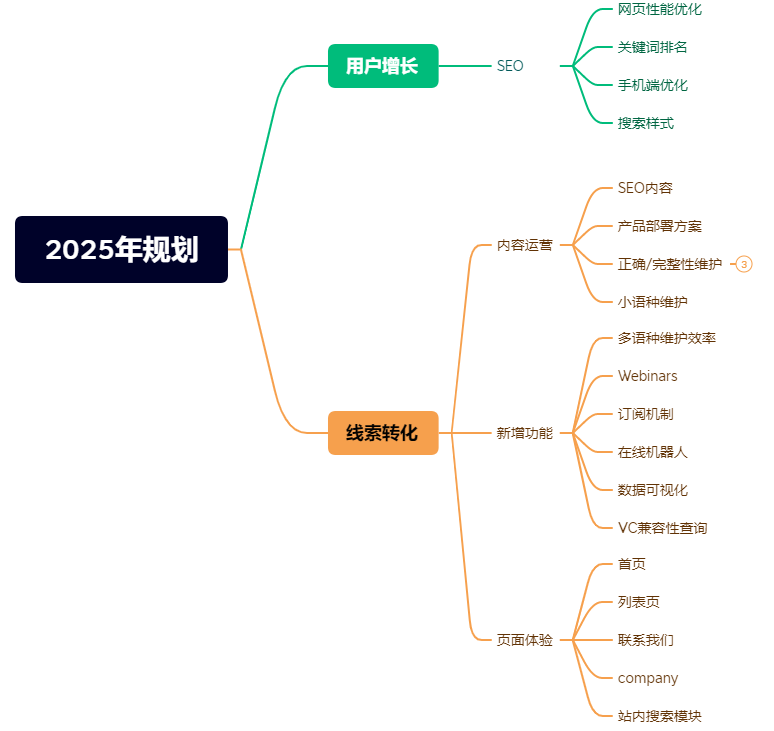 2025年规划
用户增长
SEO
网页性能优化
关键词排名
手机端优化
搜索样式
线索转化
内容运营
SEO内容
产品部署方案
正确/完整性维护
3
小语种维护
新增功能
多语种维护效率
Webinars
订阅机制
在线机器人
数据可视化
VC兼容性查询
页面体验
首页
列表页
联系我们
company
站内搜索模块